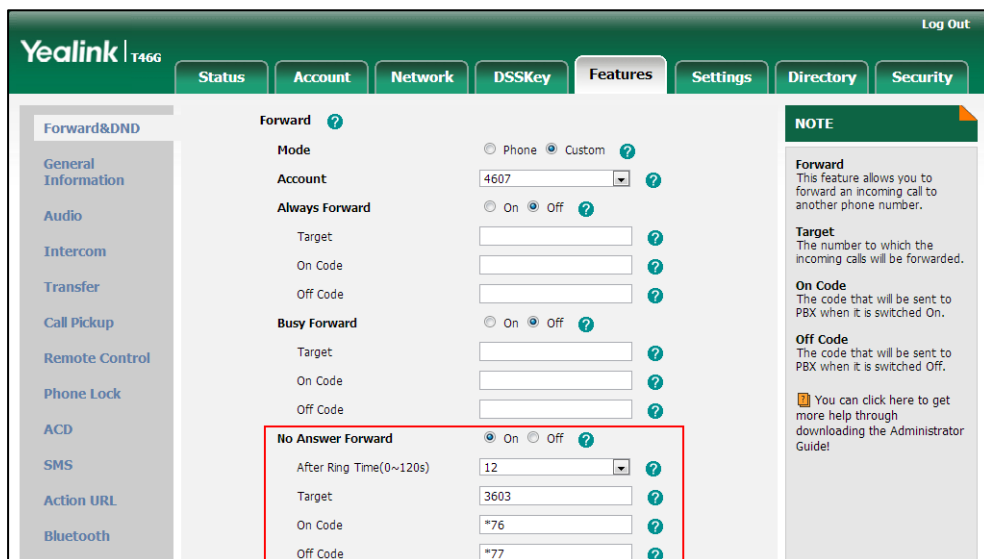 Log Out
Yealink T46G
Status Account Network DSSKey Features Settings Directory Security
Forward&DND
General
Information
Audio
Intercom
Transfer
Call Pickup
Remote Control
Phone Lock
ACD
SMS
Action URL
Bluetooth
Forward ?
Mode Phone Custom ?
Account 4607 ?
Always Forward On Off ?
Target ?
On Code ?
Off Code ?
Busy Forward On Off ?
Target ?
On Code ?
Off Code ?
No Answer Forward On Off ?
After Ring Time(0~120s) 12 ?
Target 3603 ?
On Code *76 ?
Off Code *77 ?
NOTE
Forward
This feature allows you to
forward an incoming call to
another phone number.
Target
The number to which the
incoming calls will be forwarded.
On Code
The code that will be sent to
PBX when it is switched On.
Off Code
The code that will be sent to
PBX when it is switched Off.
? You can click here to get
more help through
downloading the Administrator
Guide!